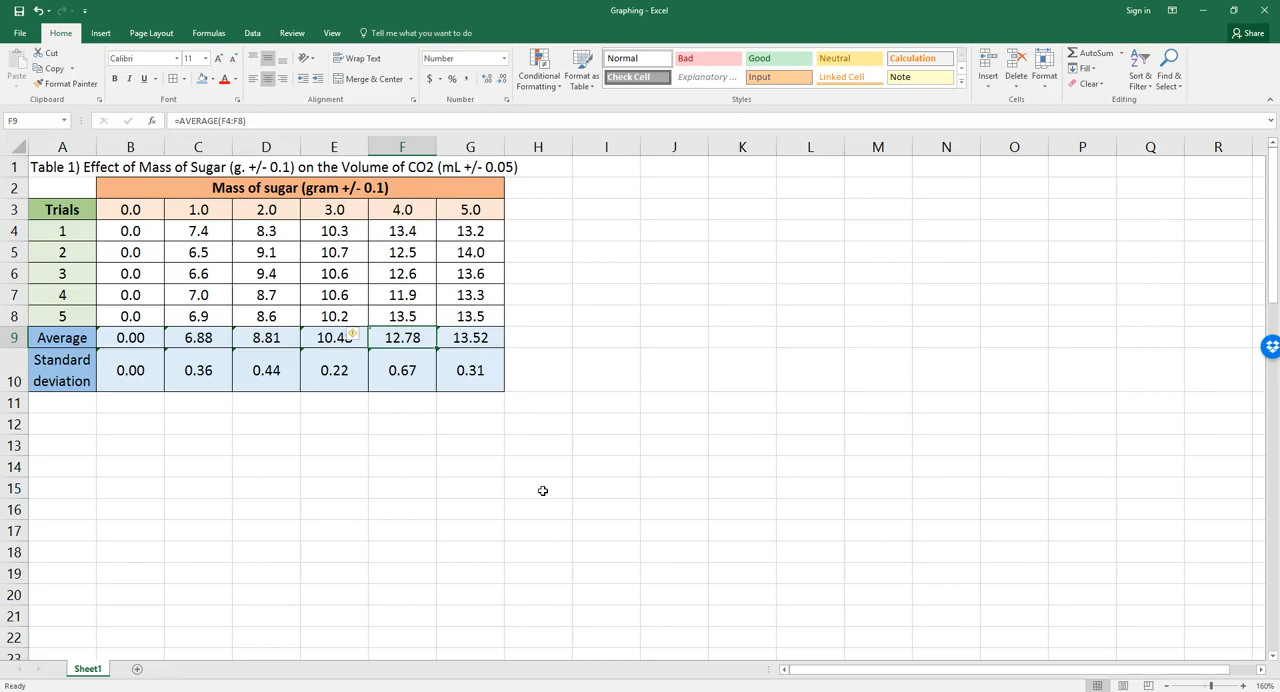 Graphing - Excel
Sign in
File Home Insert Page Layout Formulas Data Review View Tell me what you want to do Share
Paste Cut Copy Format Painter Clipboard
Calibri 11 A A B I U A Font
Wrap Text Merge & Center Alignment
Number $ % , Number
Conditional Formatting Format as Table
Normal Bad Good Neutral Calculation
Check Cell Explanatory ... Input Linked Cell Note
Styles
Insert Delete Format Cells
AutoSum Fill Clear Sort & Filter Find & Select Editing
F9 fx =AVERAGE(F4:F8)
A B C D E F G H I J K L M N O P Q R
1 Table 1) Effect of Mass of Sugar (g. +/- 0.1) on the Volume of CO2 (mL +/- 0.05)
2 Mass of sugar (gram +/- 0.1)
3 Trials 0.0 1.0 2.0 3.0 4.0 5.0
4 1 0.0 7.4 8.3 10.3 13.4 13.2
5 2 0.0 6.5 9.1 10.7 12.5 14.0
6 3 0.0 6.6 9.4 10.6 12.6 13.6
7 4 0.0 7.0 8.7 10.6 11.9 13.3
8 5 0.0 6.9 8.6 10.2 13.5 13.5
9 Average 0.00 6.88 8.81 12.78 13.52
10 Standard deviation 0.00 0.36 0.44 0.22 0.67 0.31
11
12
13
14
15
16
17
18
19
20
21
22
23
Sheet1
Ready 160%